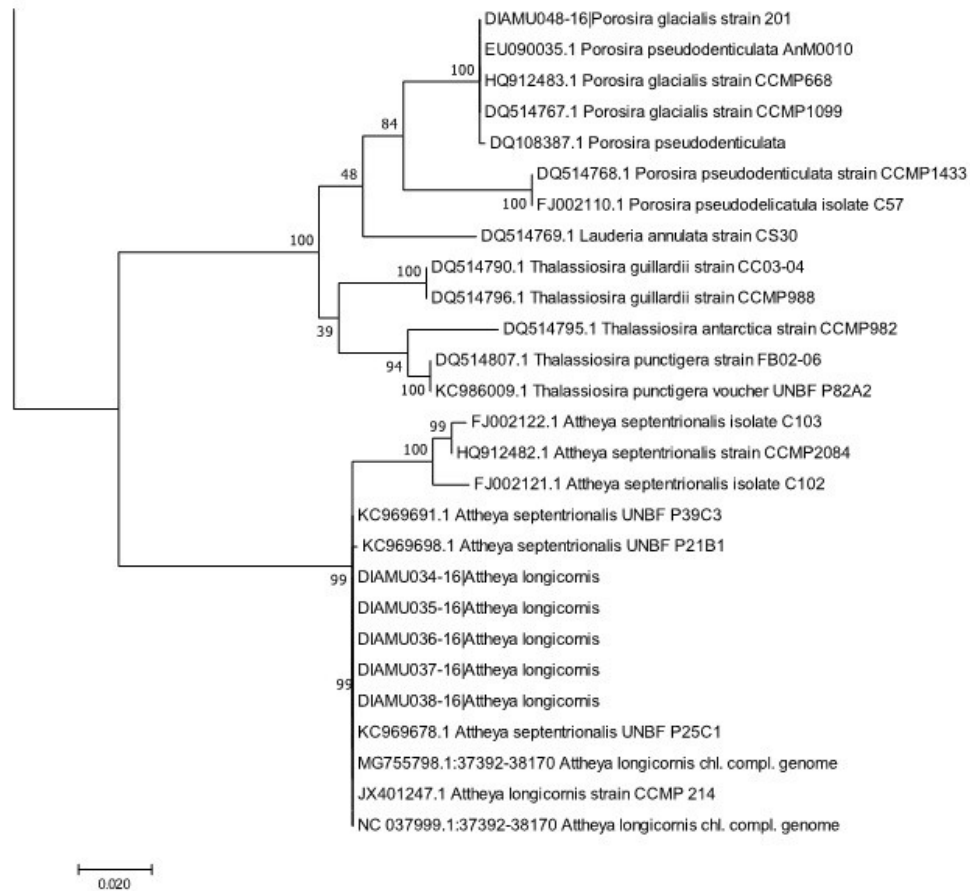 DIAMU048-16|Porosira glacialis strain 201
EU090035.1 Porosira pseudodenticulata AnM0010
100
HQ912483.1 Porosira glacialis strain CCMP668
DQ514767.1 Porosira glacialis strain CCMP1099
84
DQ108387.1 Porosira pseudodenticulata
DQ514768.1 Porosira pseudodenticulata strain CCMP1433
48
100
FJ002110.1 Porosira pseudodelicatula isolate C57
DQ514769.1 Lauderia annulata strain CS30
100
DQ514790.1 Thalassiosira guillardii strain CC03-04
100
DQ514796.1 Thalassiosira guillardii strain CCMP988
39
DQ514795.1 Thalassiosira antarctica strain CCMP982
DQ514807.1 Thalassiosira punctigera strain FB02-06
94
100
KC986009.1 Thalassiosira punctigera voucher UNBF P82A2
FJ002122.1 Attheya septentrionalis isolate C103
99
HQ912482.1 Attheya septentrionalis strain CCMP2084
100
FJ002121.1 Attheya septentrionalis isolate C102
KC969691.1 Attheya septentrionalis UNBF P39C3
KC969698.1 Attheya septentrionalis UNBF P21B1
99
DIAMU034-16|Attheya longicornis
DIAMU035-16|Attheya longicornis
DIAMU036-16|Attheya longicornis
DIAMU037-16|Attheya longicornis
99
DIAMU038-16|Attheya longicornis
KC969678.1 Attheya septentrionalis UNBF P25C1
MG755798.1:37392-38170 Attheya longicornis chl. compl. genome
JX401247.1 Attheya longicornis strain CCMP 214
NC 037999.1:37392-38170 Attheya longicornis chl. compl. genome
0.020